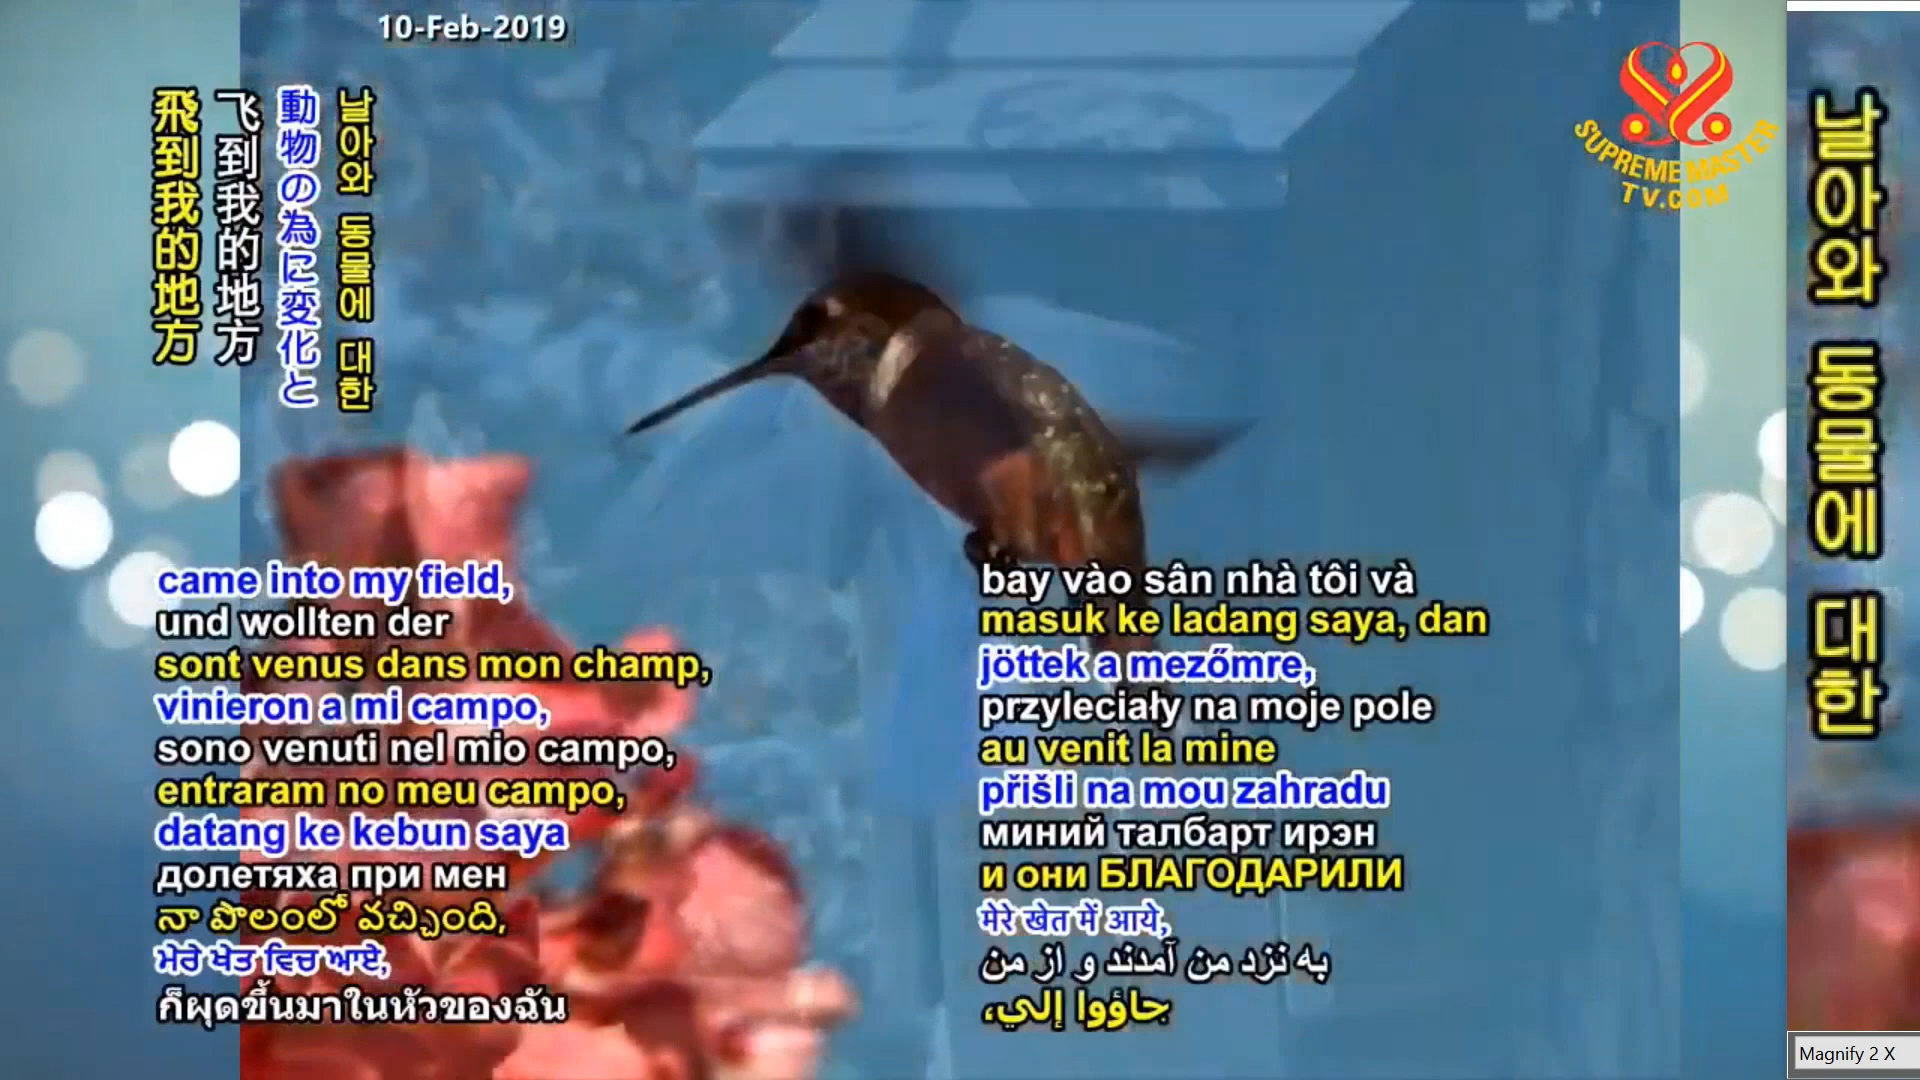 10-Feb-2019
SUPREME MASTER
TV.COM
날아와 동물에 대한
動物の為に変化と
飞到我的地方
飛到我的地方
came into my field,
und wollten der
sont venus dans mon champ,
vinieron a mi campo,
sono venuti nel mio campo,
entraram no meu campo,
datang ke kebun saya
долетяха при мен
నా పొలంలో వచ్చింది,
ਮੇਰੇ ਖੇਤ ਵਿਚ ਆਏ,
ก็ผุดขึ้นมาในหัวของฉัน
bay vào sân nhà tôi và
masuk ke ladang saya, dan
jöttek a mezőmre,
przyleciały na moje pole
au venit la mine
přišli na mou zahradu
миний талбарт ирэн
и они БЛАГОДАРИЛИ
मेरे खेत में आये,
به نزد من آمدند و از من
جاؤوا إلي،
날아와 동물에 대한
Magnify 2 X